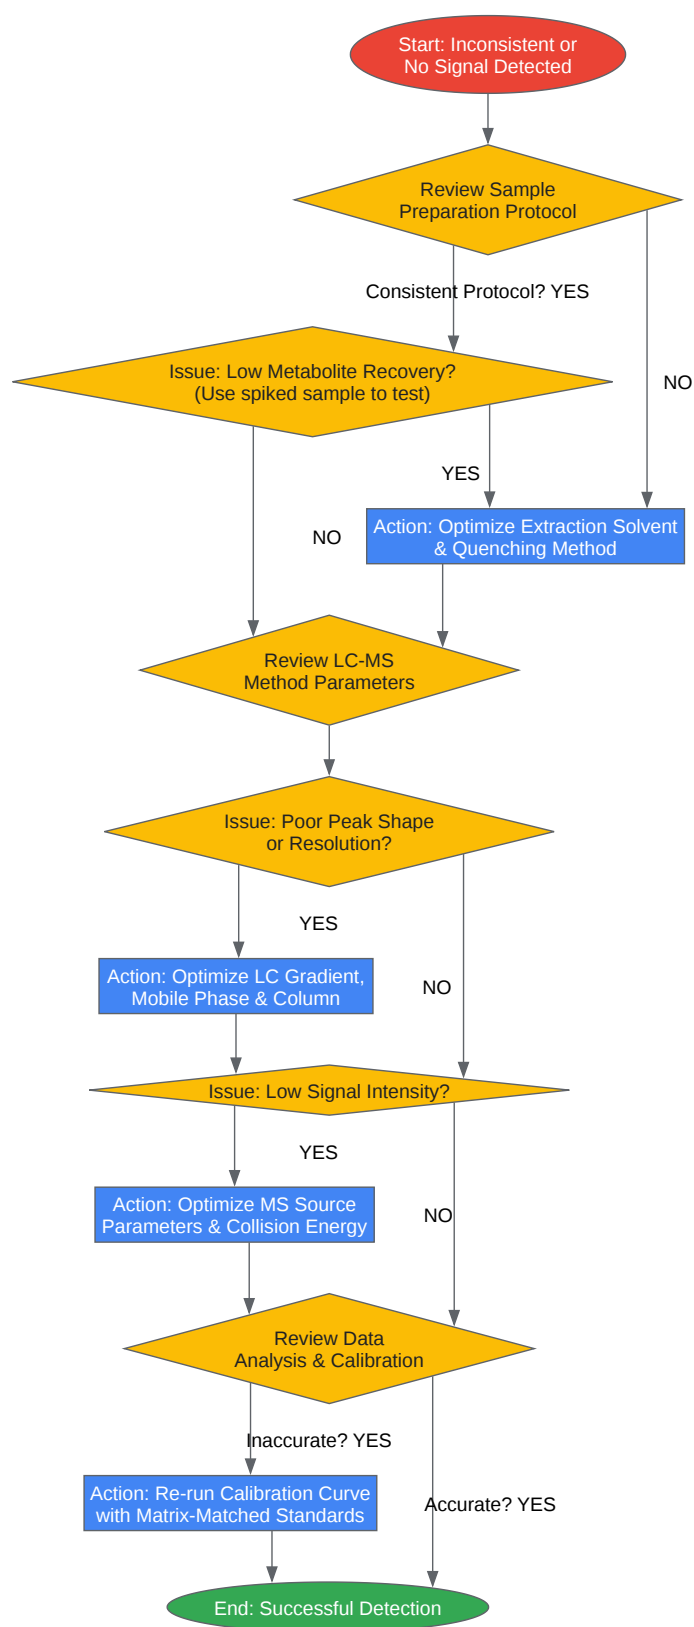 Start: Inconsistent or
No Signal Detected
Review Sample
Preparation Protocol
Consistent Protocol? YES
Issue: Low Metabolite Recovery?
(Use spiked sample to test)
NO
YES
Action: Optimize Extraction Solvent
& Quenching Method
NO
Review LC-MS
Method Parameters
Issue: Poor Peak Shape
or Resolution?
YES
Action: Optimize LC Gradient,
Mobile Phase & Column
NO
Issue: Low Signal Intensity?
YES
Action: Optimize MS Source
Parameters & Collision Energy
NO
Review Data
Analysis & Calibration
Inaccurate? YES
Action: Re-run Calibration Curve
with Matrix-Matched Standards
Accurate? YES
End: Successful Detection